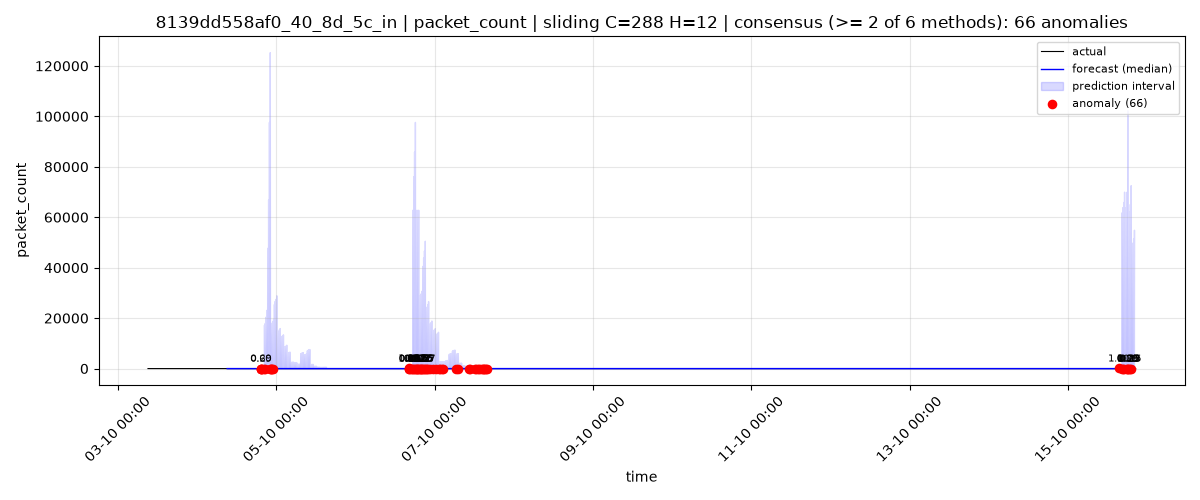 8139dd558af0_40_8d_5c_in | packet_count | sliding C=288 H=12 | consensus (>= 2 of 6 methods): 66 anomalies
actual
forecast (median)
prediction interval
anomaly (66)
packet_count
120000
100000
80000
60000
40000
20000
0
03-10 00:00
05-10 00:00
07-10 00:00
09-10 00:00
11-10 00:00
13-10 00:00
15-10 00:00
time